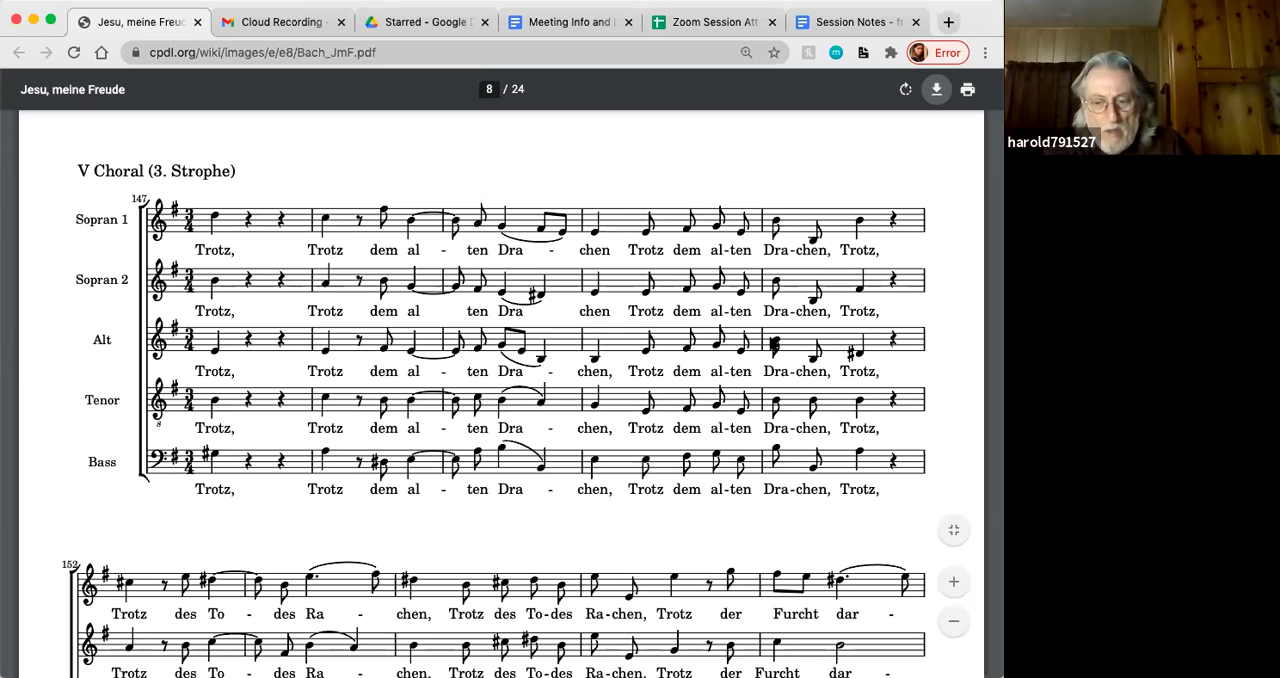 Jesu, meine Freud
Cloud Recording -
Starred - Google D
Meeting Info and L
Zoom Session Att
Session Notes - fr
cpdl.org/wiki/images/e/e8/Bach_JmF.pdf
Error
Jesu, meine Freude
8 / 24
harold791527
V Choral (3. Strophe)
147
Sopran 1
Trotz, Trotz dem al - ten Dra - chen Trotz dem al-ten Dra-chen, Trotz,
Sopran 2
Trotz, Trotz dem al ten Dra chen Trotz dem al-ten Dra-chen, Trotz,
Alt
Trotz, Trotz dem al - ten Dra - chen, Trotz dem al-ten Dra-chen, Trotz,
Tenor
8
Trotz, Trotz dem al - ten Dra - chen, Trotz dem al-ten Dra-chen, Trotz,
Bass
Trotz, Trotz dem al - ten Dra - chen, Trotz dem al-ten Dra-chen, Trotz,
152
Trotz des To - des Ra - chen, Trotz des To-des Ra-chen, Trotz der Furcht dar -
Trotz des To - des Ra - chen, Trotz des To-des Ra-chen, Trotz der Furcht dar -